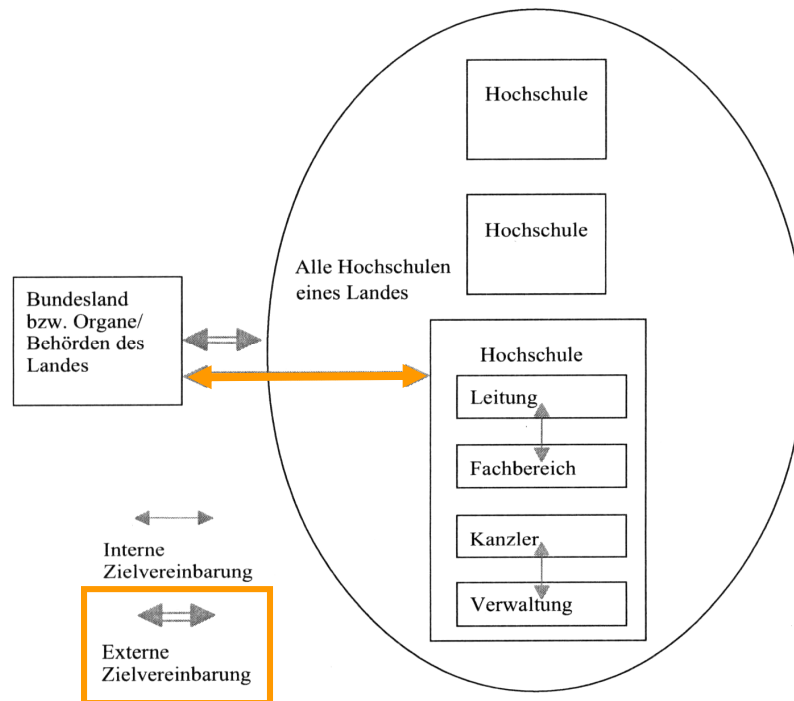 Hochschule
Hochschule
Alle Hochschulen
eines Landes
Bundesland
bzw. Organe/
Behörden des
Landes
Hochschule
Leitung
Fachbereich
Kanzler
Verwaltung
Interne
Zielvereinbarung
Externe
Zielvereinbarung